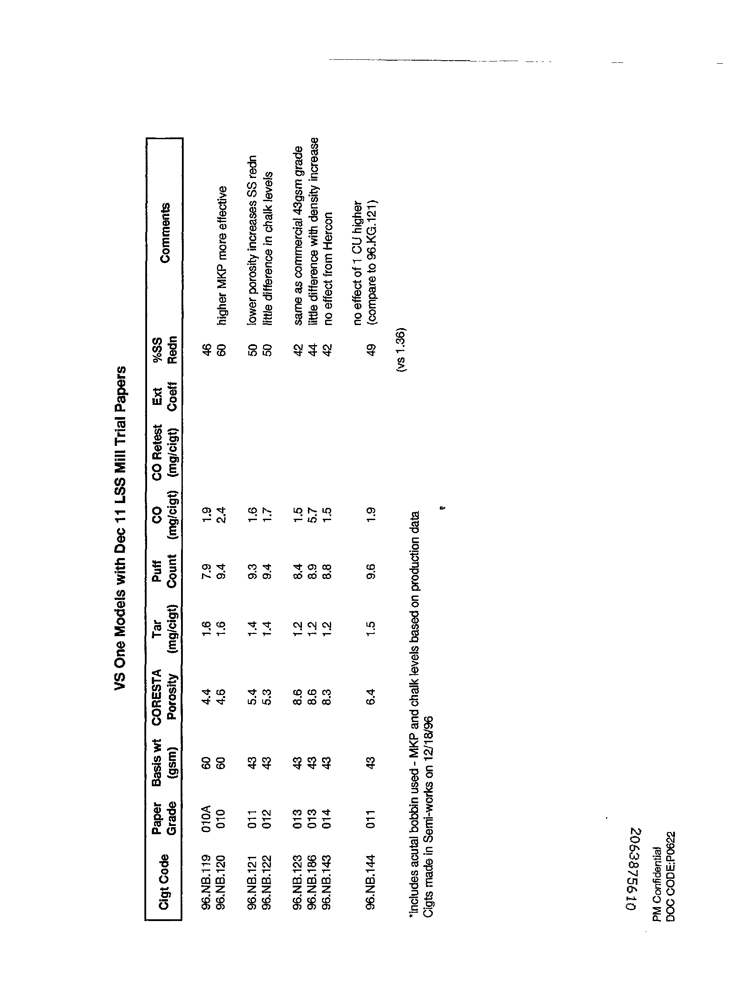 VS One Models with Dec 11 LSS Mill Trial Papers
Cigt Code Paper Grade Basis wt (gsm) CORESTA Porosity Tar (mg/cigt) Puff Count CO (mg/cigt) CO Retest (mg/cigt) Ext Coeff %SS Redn Comments
96.NB.119 010A 60 4.4 1.6 7.9 1.9 46
96.NB.120 010 60 4.6 1.6 9.4 2.4 60 higher MKP more effective
96.NB.121 011 43 5.4 1.4 9.3 1.6 50 lower porosity increases SS redn
96.NB.122 012 43 5.3 1.4 9.4 1.7 50 little difference in chalk levels
96.NB.123 013 43 8.6 1.2 8.4 1.5 42 same as commercial 43gsm grade
96.NB.186 013 43 8.6 1.2 8.9 5.7 44 little difference with density increase
96.NB.143 014 43 8.3 1.2 8.8 1.5 42 no effect from Hercon
96.NB.144 011 43 6.4 1.5 9.6 1.9 49 no effect of 1 CU higher
(compare to 96.KG.121)
(vs 1.36)
*Includes acutal bobbin used - MKP and chalk levels based on production data
Cigts made in Semi-works on 12/18/96
2063875610
PM Confidential
DOC CODE:P0622